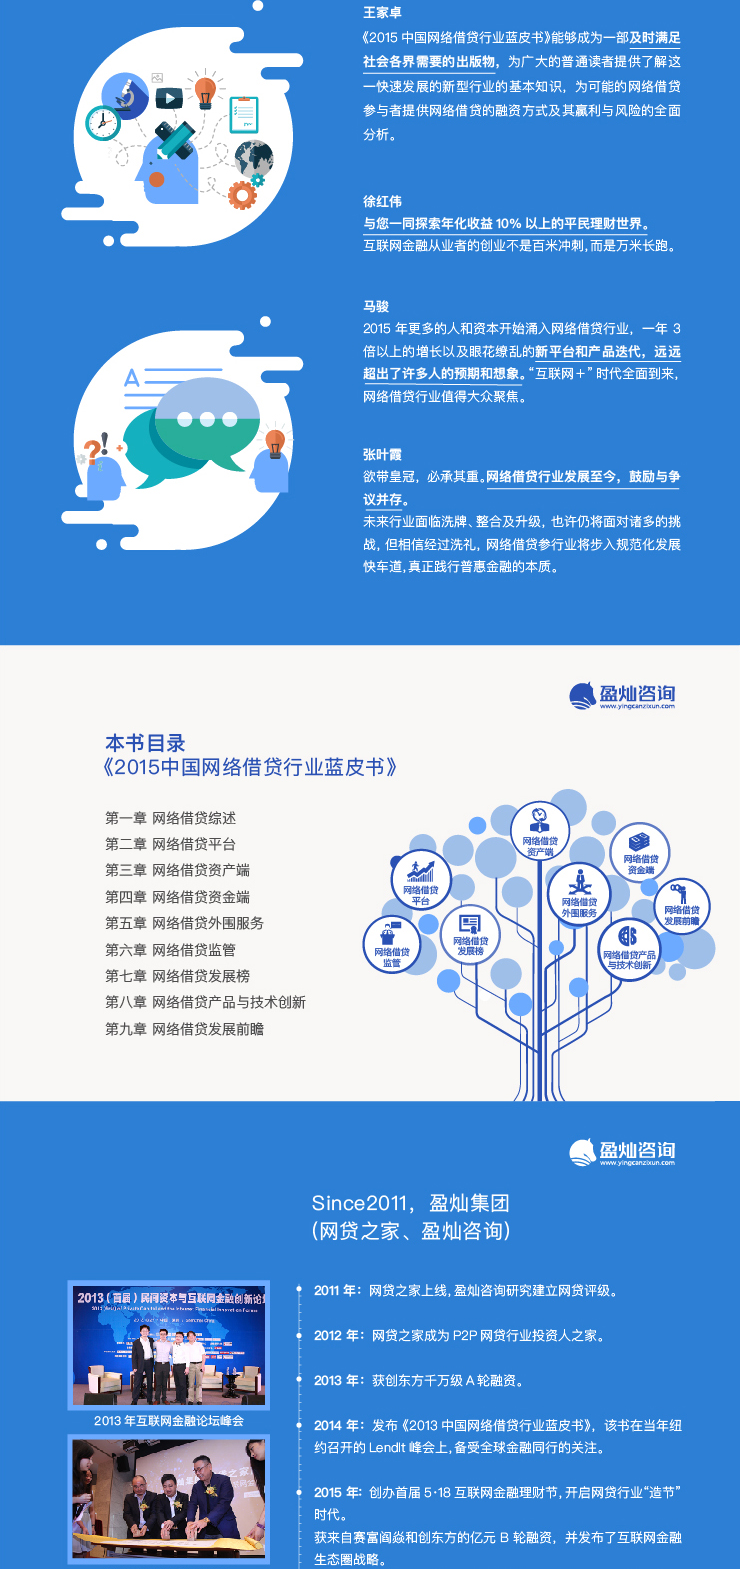 王家卓
《2015 中国网络借贷行业蓝皮书》能够成为一部及时满足
社会各界需要的出版物，为广大的普通读者提供了解这
一快速发展的新型行业的基本知识，为可能的网络借贷
参与者提供网络借贷的融资方式及其赢利与风险的全面
分析。
徐红伟
与您一同探索年化收益 10% 以上的平民理财世界。
互联网金融从业者的创业不是百米冲刺，而是万米长跑。
马骏
2015 年更多的人和资本开始涌入网络借贷行业，一年 3
倍以上的增长以及眼花缭乱的新平台和产品迭代，远远
超出了许多人的预期和想象。“互联网＋” 时代全面到来，
网络借贷行业值得大众聚焦。
张叶霞
欲带皇冠，必承其重。网络借贷行业发展至今，鼓励与争
议并存。
未来行业面临洗牌、整合及升级，也许仍将面对诸多的挑
战，但相信经过洗礼，网络借贷参行业将步入规范化发展
快车道，真正践行普惠金融的本质。
盈灿咨询
www.yingcanzixun.com
本书目录
《2015中国网络借贷行业蓝皮书》
第一章 网络借贷综述
第二章 网络借贷平台
第三章 网络借贷资产端
第四章 网络借贷资金端
第五章 网络借贷外围服务
第六章 网络借贷监管
第七章 网络借贷发展榜
第八章 网络借贷产品与技术创新
第九章 网络借贷发展前瞻
网络借贷
资产端
网络借贷
资金端
网络借贷
平台
网络借贷
外围服务
网络借贷
发展前瞻
网络借贷
监管
网络借贷
发展榜
网络借贷产品
与技术创新
盈灿咨询
www.yingcanzixun.com
Since2011，盈灿集团
(网贷之家、盈灿咨询)
2011 年：网贷之家上线，盈灿咨询研究建立网贷评级。
2012 年：网贷之家成为 P2P 网贷行业投资人之家。
2013 年：获创东方千万级 A 轮融资。
2014 年：发布《2013 中国网络借贷行业蓝皮书》，该书在当年纽
约召开的 LendIt 峰会上，备受全球金融同行的关注。
2015 年：创办首届 5·18 互联网金融理财节，开启网贷行业“造节”
时代。
获来自赛富阎焱和创东方的亿元 B 轮融资，并发布了互联网金融
生态圈战略。
2013（首届）民间资本与互联网金融创新论坛
2013 年互联网金融论坛峰会